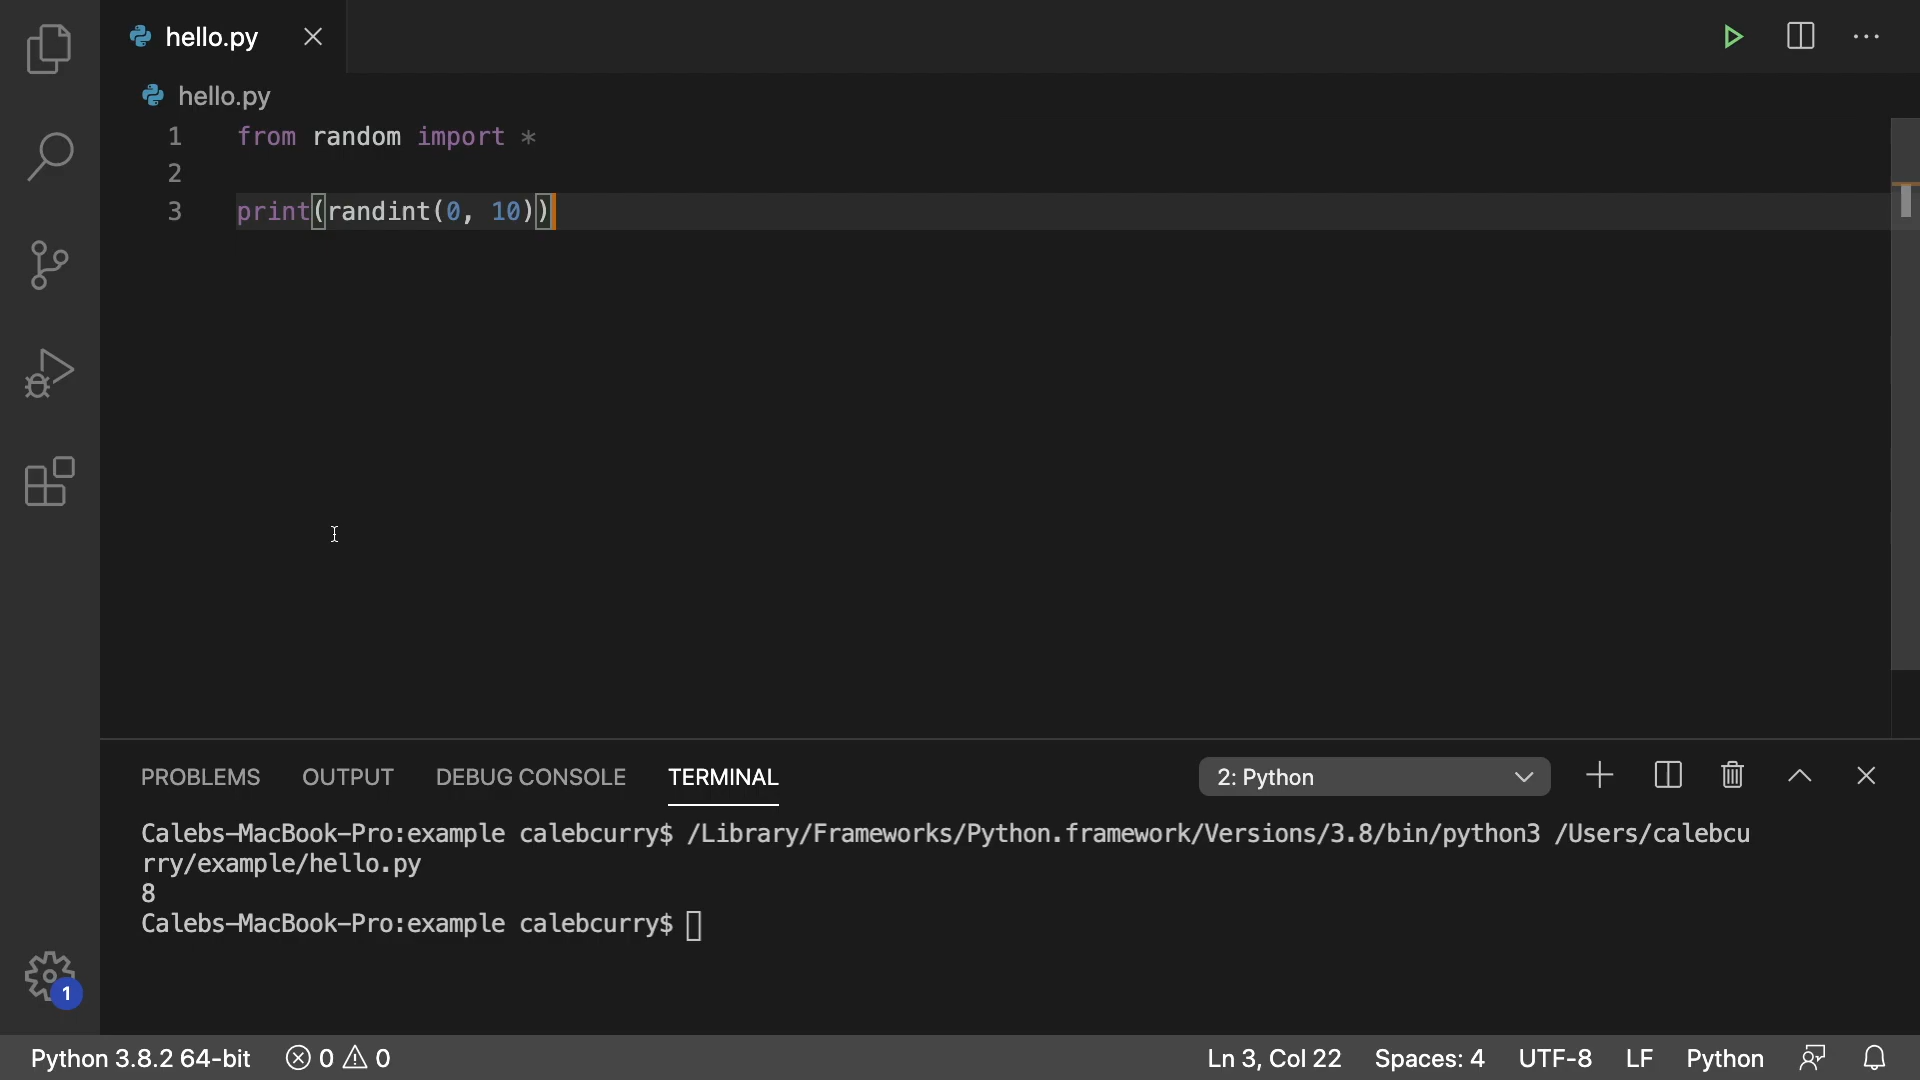 hello.py
hello.py
1 from random import *
2
3 print(randint(0, 10))
PROBLEMS OUTPUT DEBUG CONSOLE TERMINAL 2: Python
Calebs-MacBook-Pro:example calebcurry$ /Library/Frameworks/Python.framework/Versions/3.8/bin/python3 /Users/calebcu
rry/example/hello.py
8
Calebs-MacBook-Pro:example calebcurry$
1
Python 3.8.2 64-bit 0 0 Ln 3, Col 22 Spaces: 4 UTF-8 LF Python